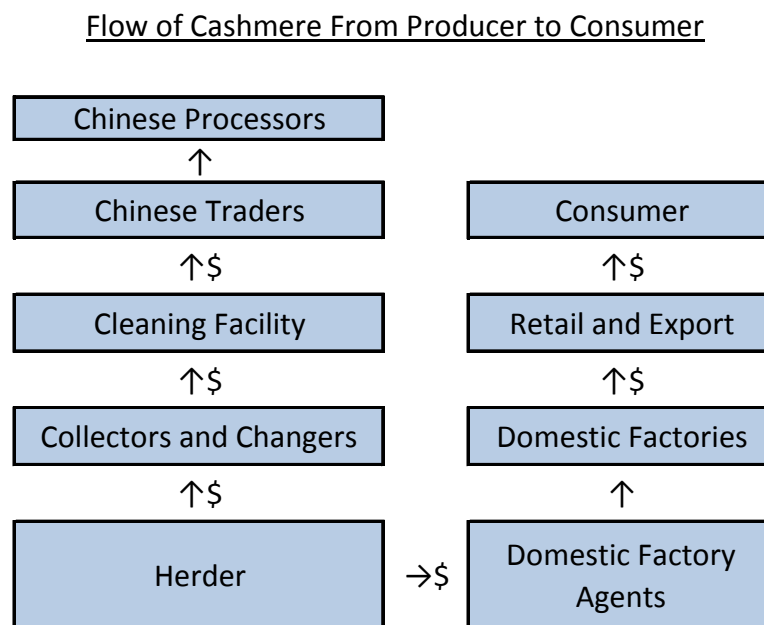 Flow of Cashmere From Producer to Consumer
Chinese Processors
↑
Chinese Traders
↑$
Cleaning Facility
↑$
Collectors and Changers
↑$
Herder
→$
Consumer
↑$
Retail and Export
↑$
Domestic Factories
↑
Domestic Factory
Agents